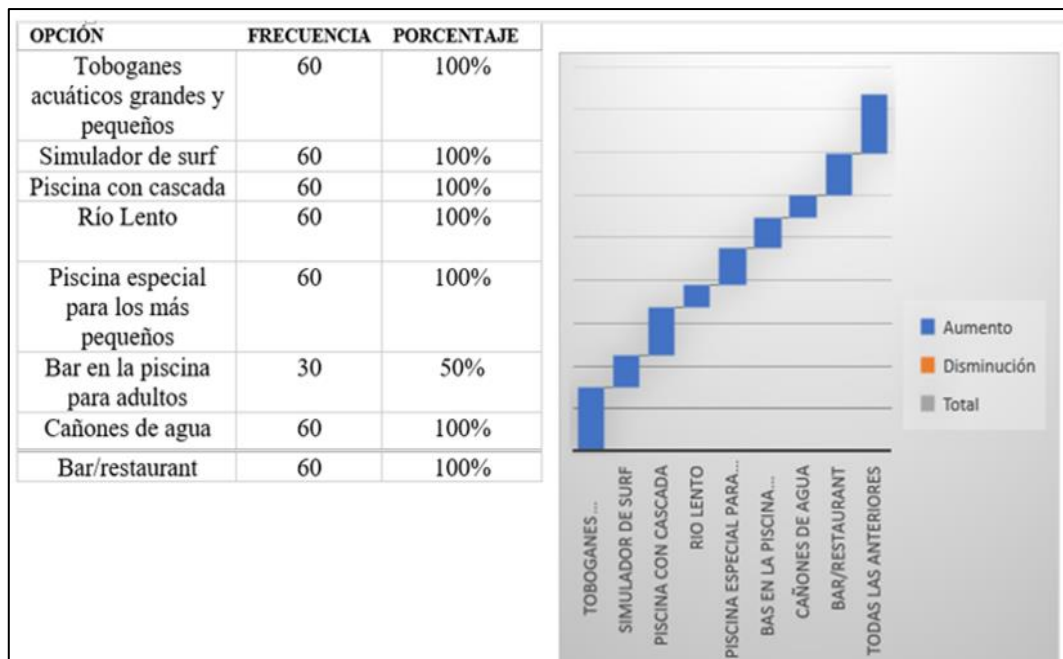 OPCIÓN FRECUENCIA PORCENTAJE
Toboganes 60 100%
acuáticos grandes y
pequeños
Simulador de surf 60 100%
Piscina con cascada 60 100%
Río Lento 60 100%
Piscina especial 60 100%
para los más
pequeños
Bar en la piscina 30 50%
para adultos
Cañones de agua 60 100%
Bar/restaurant 60 100%
Aumento
Disminución
Total
TOBOGANES...
SIMULADOR DE SURF
PISCINA CON CASCADA
RIO LENTO
PISCINA ESPECIAL PARA...
BAS EN LA PISCINA...
CAÑONES DE AGUA
BAR/RESTAURANT
TODAS LAS ANTERIORES